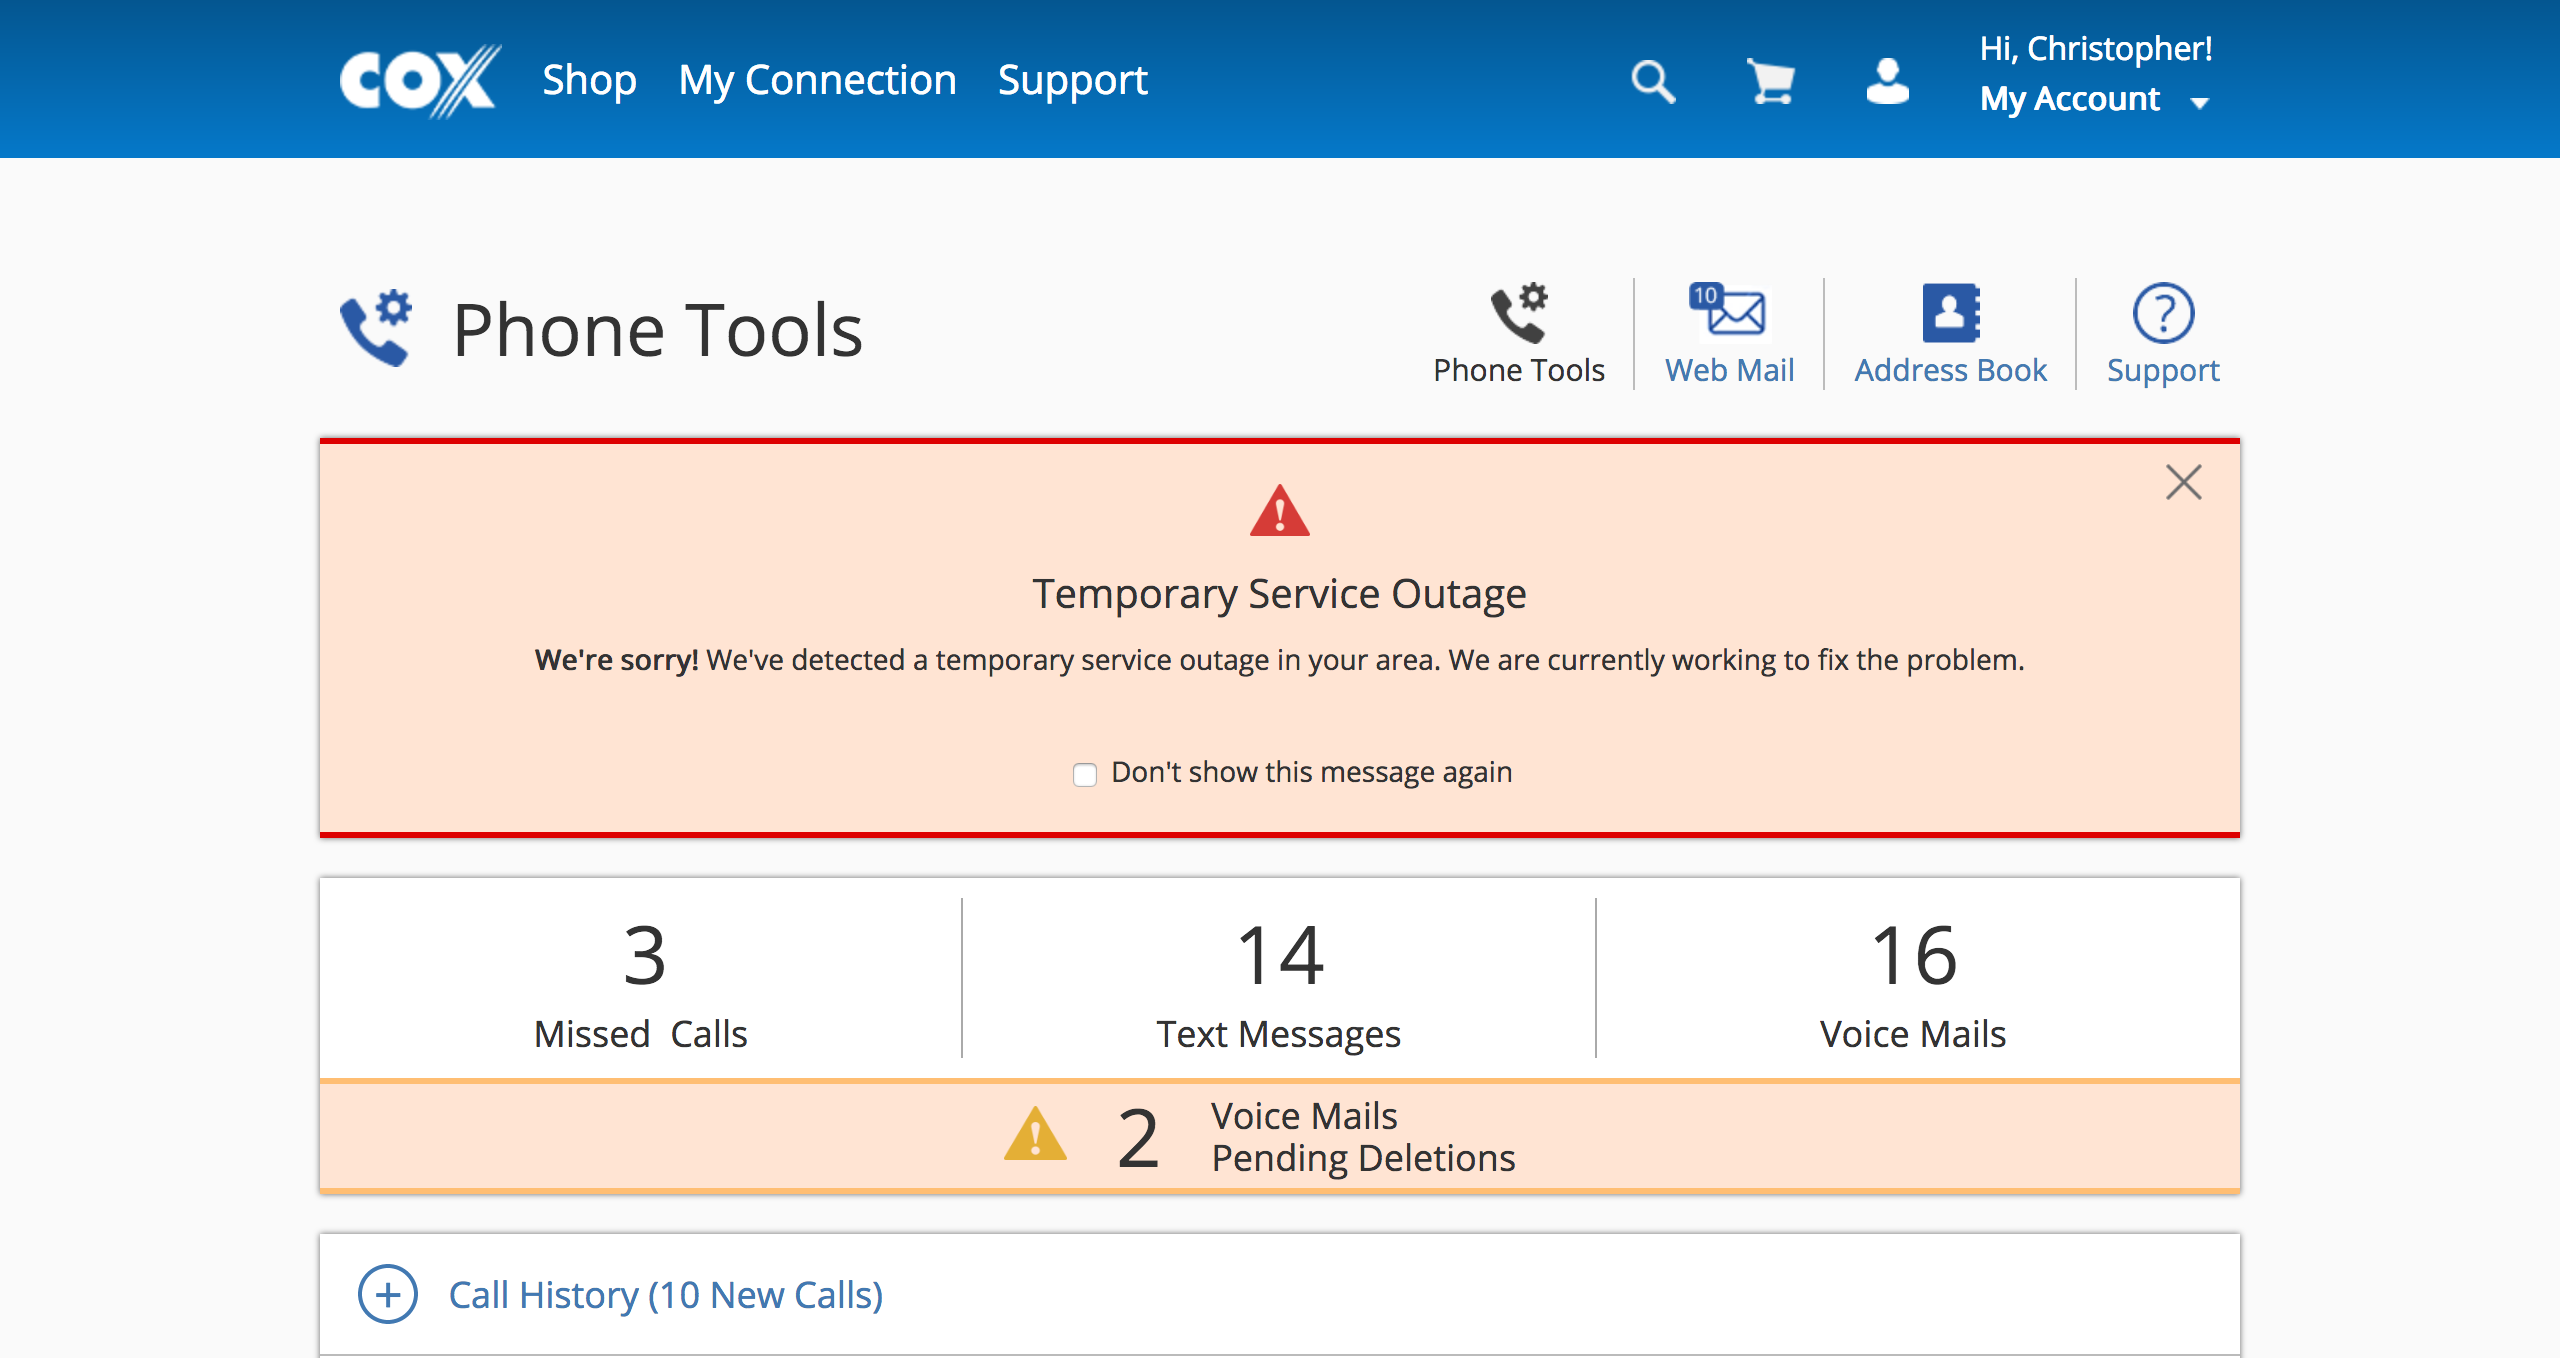 COX
Shop
My Connection
Support
Hi, Christopher!
My Account
Phone Tools
Phone Tools
10
Web Mail
Address Book
?
Support
Temporary Service Outage
We're sorry! We've detected a temporary service outage in your area. We are currently working to fix the problem.
Don't show this message again
3
Missed Calls
14
Text Messages
16
Voice Mails
2
Voice Mails
Pending Deletions
Call History (10 New Calls)